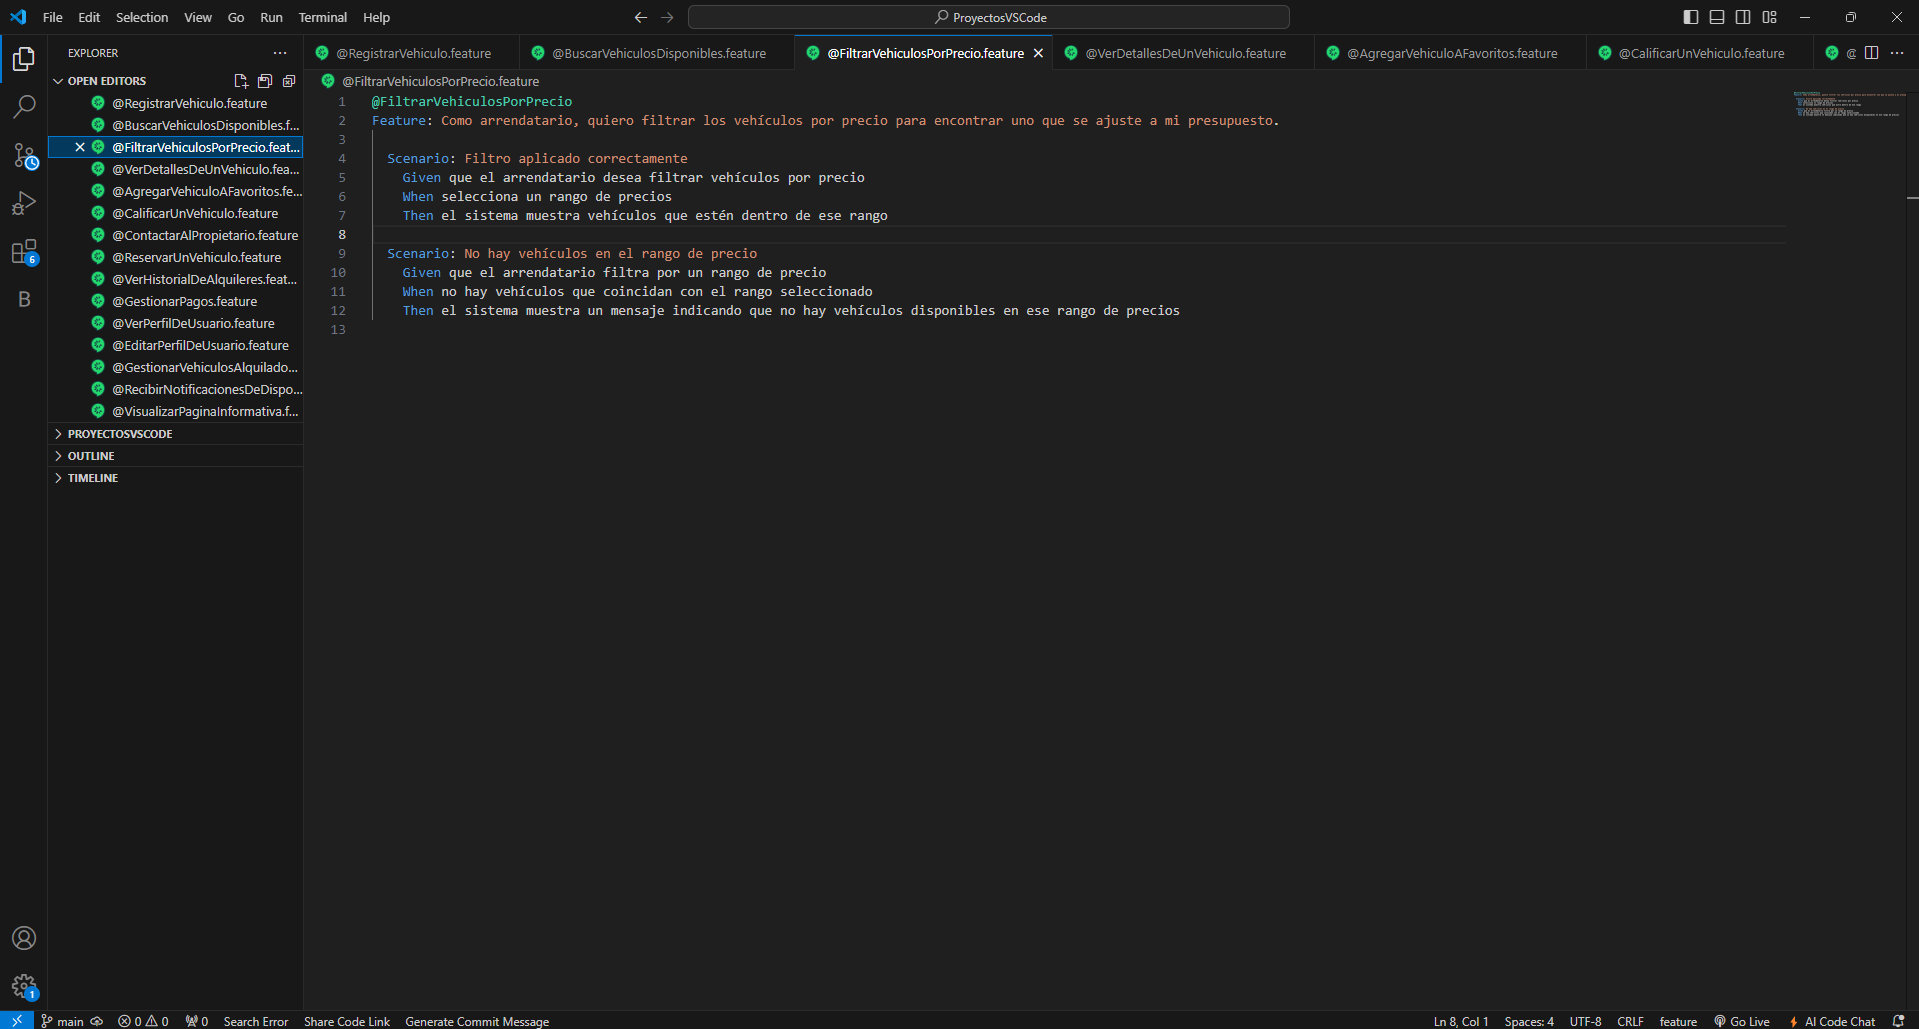 File Edit Selection View Go Run Terminal Help
ProyectosVSCode
EXPLORER
OPEN EDITORS
@RegistrarVehiculo.feature
@BuscarVehiculosDisponibles.f...
@FiltrarVehiculosPorPrecio.feat...
@VerDetallesDeUnVehiculo.fea...
@AgregarVehiculoAFavoritos.fe...
@CalificarUnVehiculo.feature
@ContactarAlPropietario.feature
@ReservarUnVehiculo.feature
@VerHistorialDeAlquileres.feat...
@GestionarPagos.feature
@VerPerfilDeUsuario.feature
@EditarPerfilDeUsuario.feature
@GestionarVehiculosAlquilado...
@RecibirNotificacionesDeDispo...
@VisualizarPaginaInformativa.f...
PROYECTOSVSCODE
OUTLINE
TIMELINE
6
B
1
@RegistrarVehiculo.feature @BuscarVehiculosDisponibles.feature @FiltrarVehiculosPorPrecio.feature @VerDetallesDeUnVehiculo.feature @AgregarVehiculoAFavoritos.feature @CalificarUnVehiculo.feature @
@FiltrarVehiculosPorPrecio.feature
1 @FiltrarVehiculosPorPrecio
2 Feature: Como arrendatario, quiero filtrar los vehículos por precio para encontrar uno que se ajuste a mi presupuesto.
3
4 Scenario: Filtro aplicado correctamente
5 Given que el arrendatario desea filtrar vehículos por precio
6 When selecciona un rango de precios
7 Then el sistema muestra vehículos que estén dentro de ese rango
8
9 Scenario: No hay vehículos en el rango de precio
10 Given que el arrendatario filtra por un rango de precio
11 When no hay vehículos que coincidan con el rango seleccionado
12 Then el sistema muestra un mensaje indicando que no hay vehículos disponibles en ese rango de precios
13
main 0 0 0 Search Error Share Code Link Generate Commit Message Ln 8, Col 1 Spaces: 4 UTF-8 CRLF feature Go Live AI Code Chat